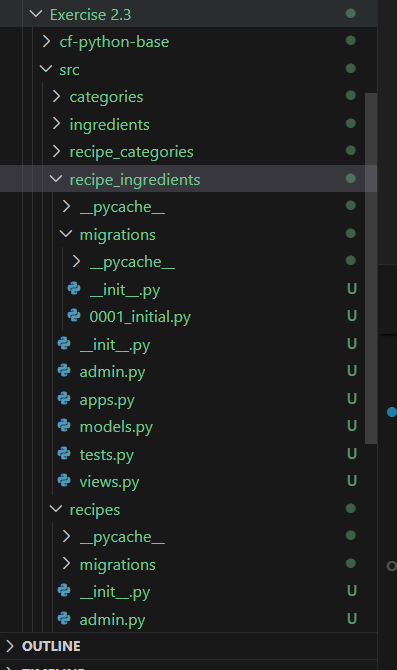 Exercise 2.3
cf-python-base
src
categories
ingredients
recipe_categories
recipe_ingredients
__pycache__
migrations
__pycache__
__init__.py U
0001_initial.py U
__init__.py U
admin.py U
apps.py U
models.py U
tests.py U
views.py U
recipes
__pycache__
migrations
__init__.py U
admin.py U
OUTLINE